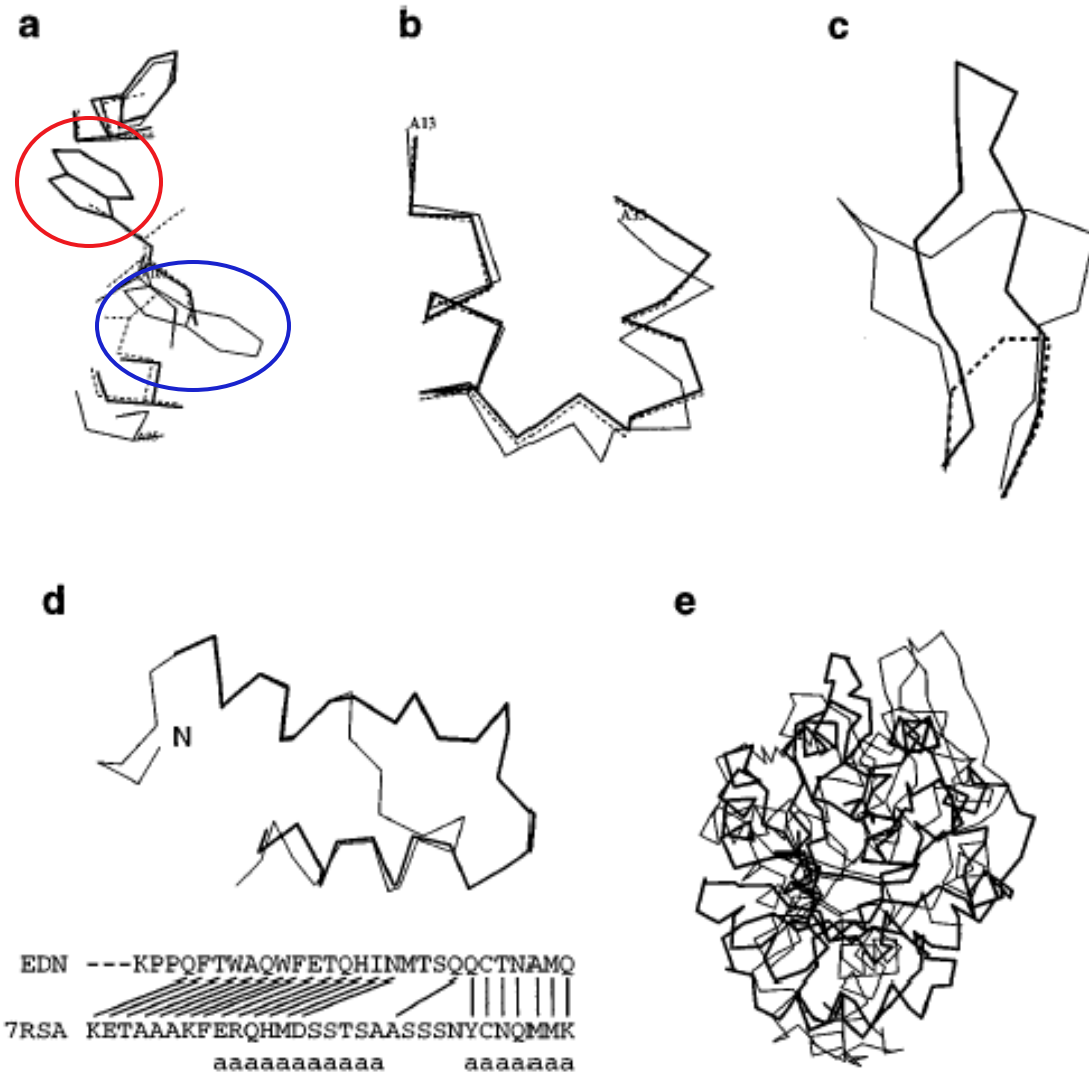 a
b
c
A13
A35
d
N
e
EDN ---KPPQFTWAQWFETQHINMTSQQCTNAMQ
7RSA KETAAAKFERQHMDSSTSAASSSNYCNQMMK
aaaaaaaaaaa aaaaaaa